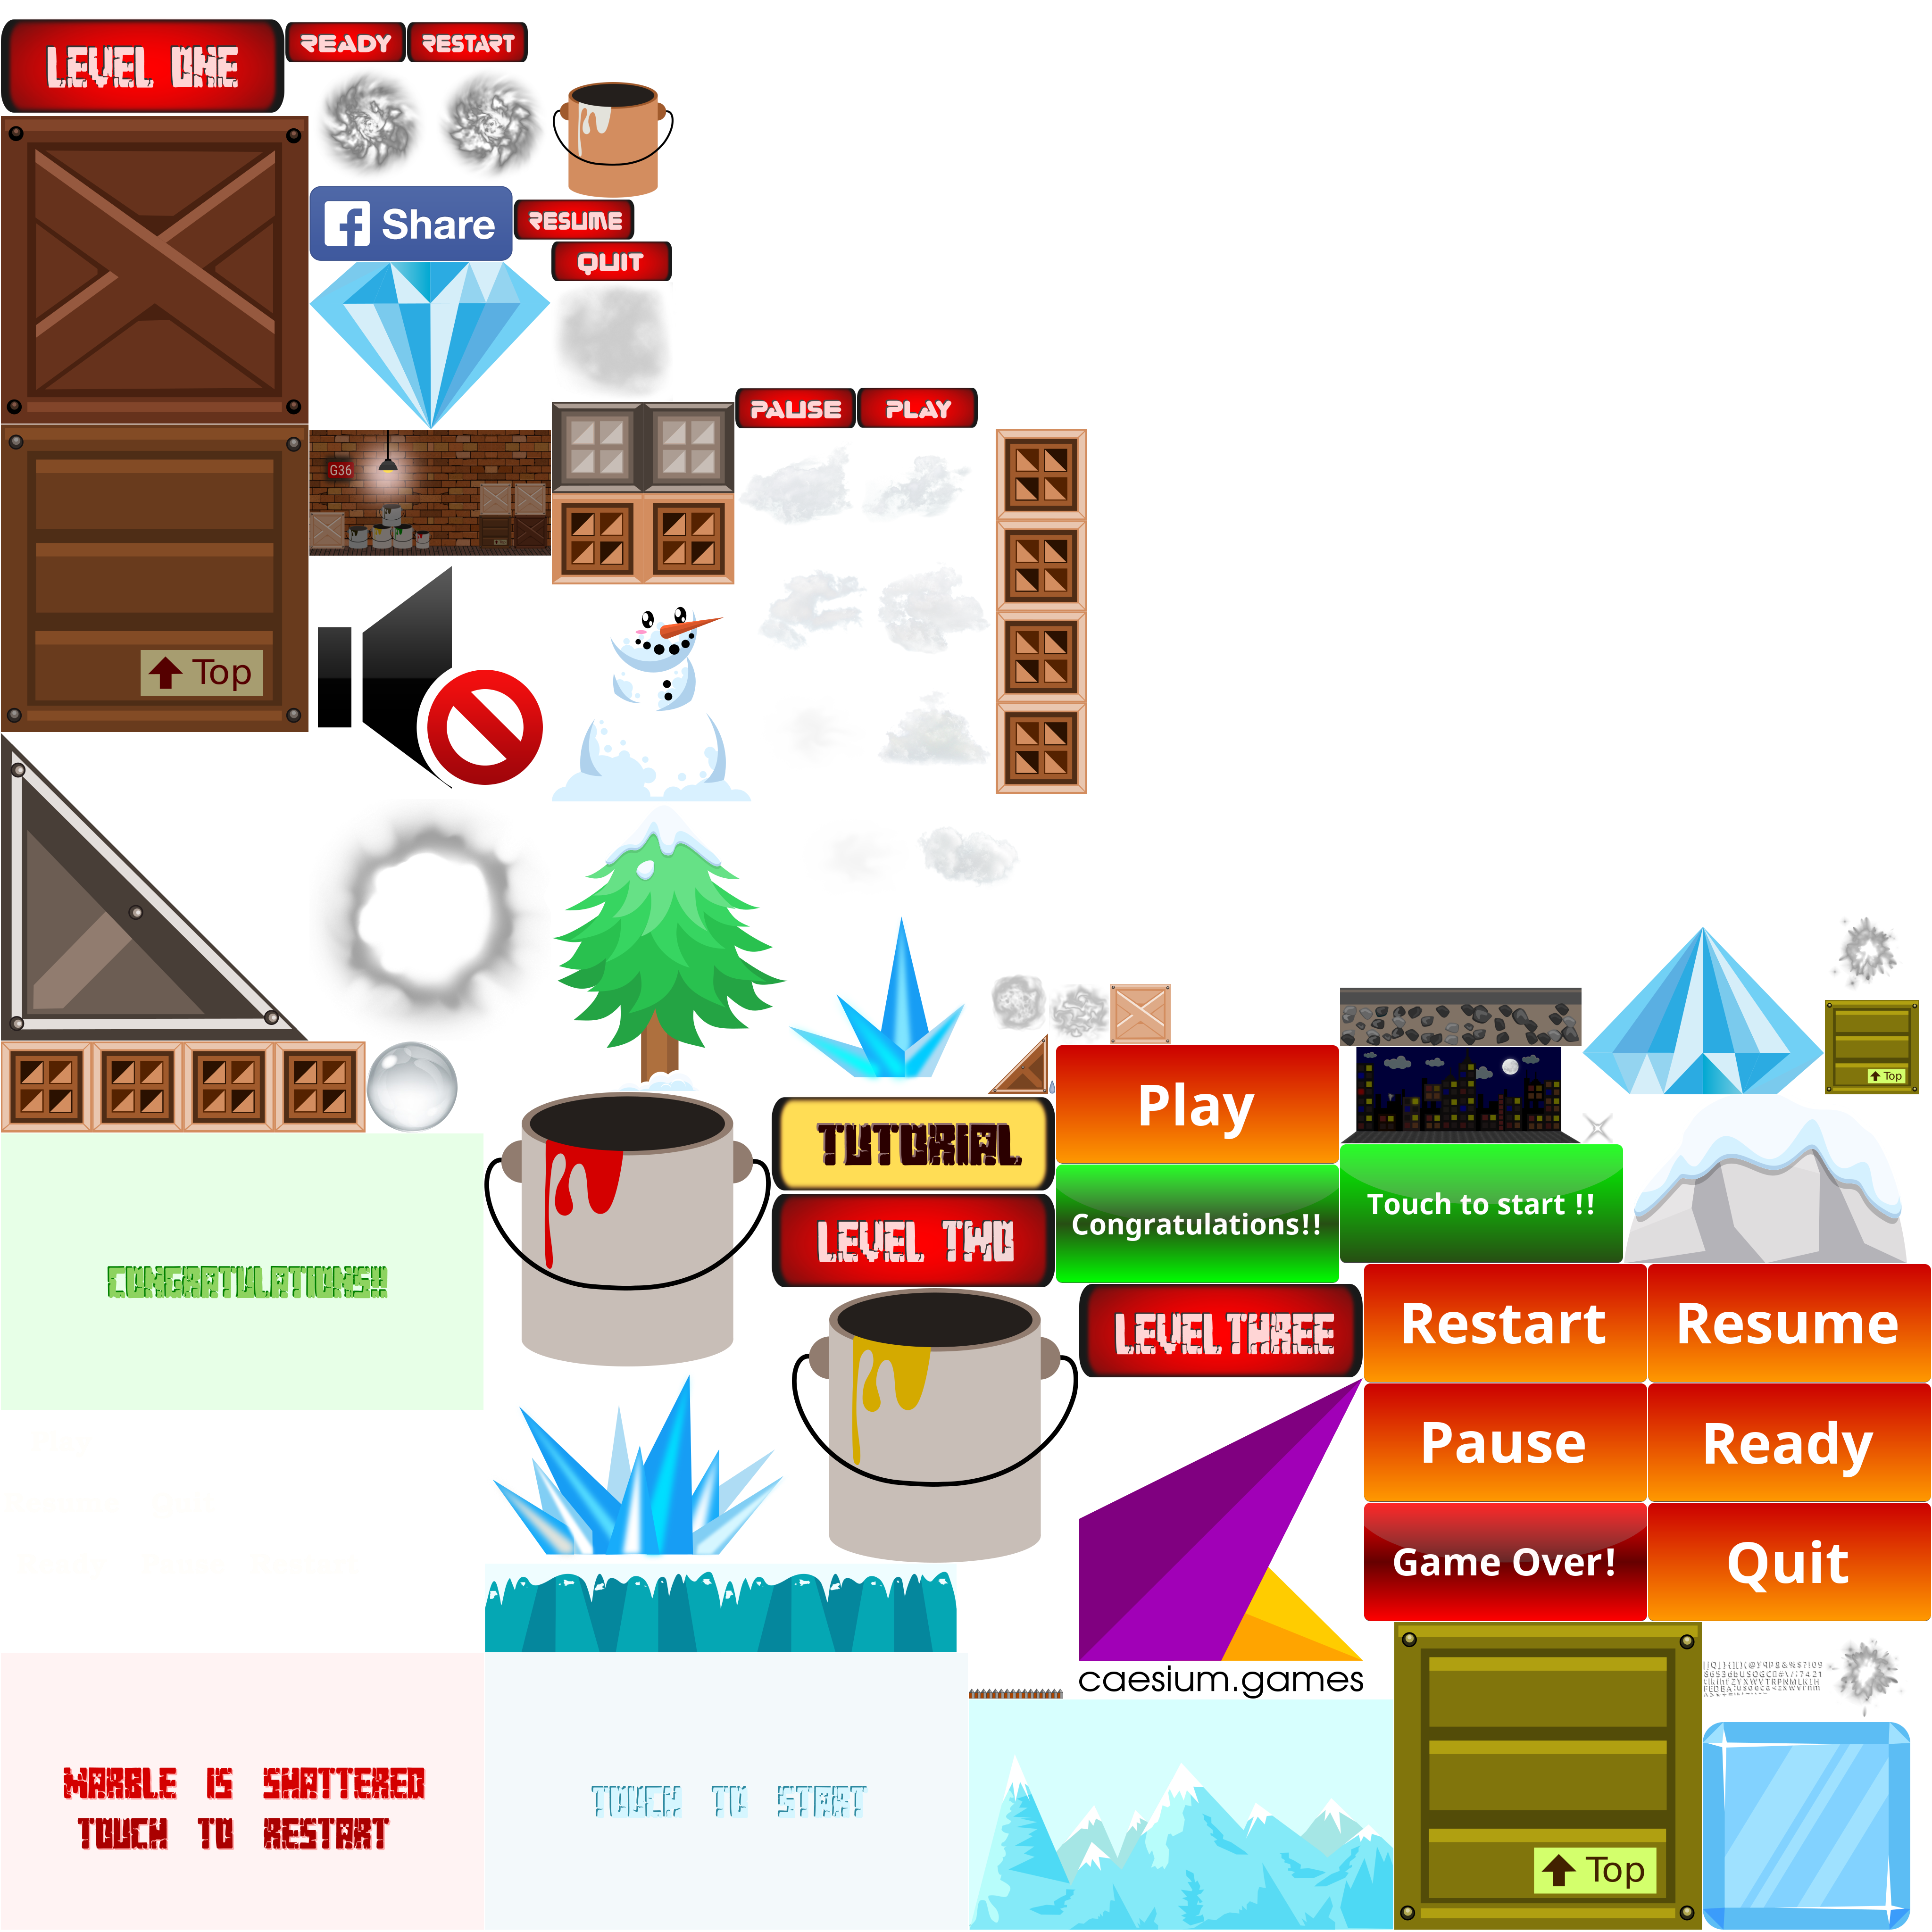 LEVEL ONE
READY
RESTART
Share
RESUME
QUIT
PAUSE
PLAY
G36
Top
Play
Top
TUTORIAL
Congratulations!!
Touch to start !!
LEVEL TWO
CONGRATULATIONS!!
LEVEL THREE
Restart
Resume
Pause
Ready
Game Over!
Quit
caesium.games
MARBLE IS SHATTERED
TOUCH TO RESTART
TOUCH TO START
Top